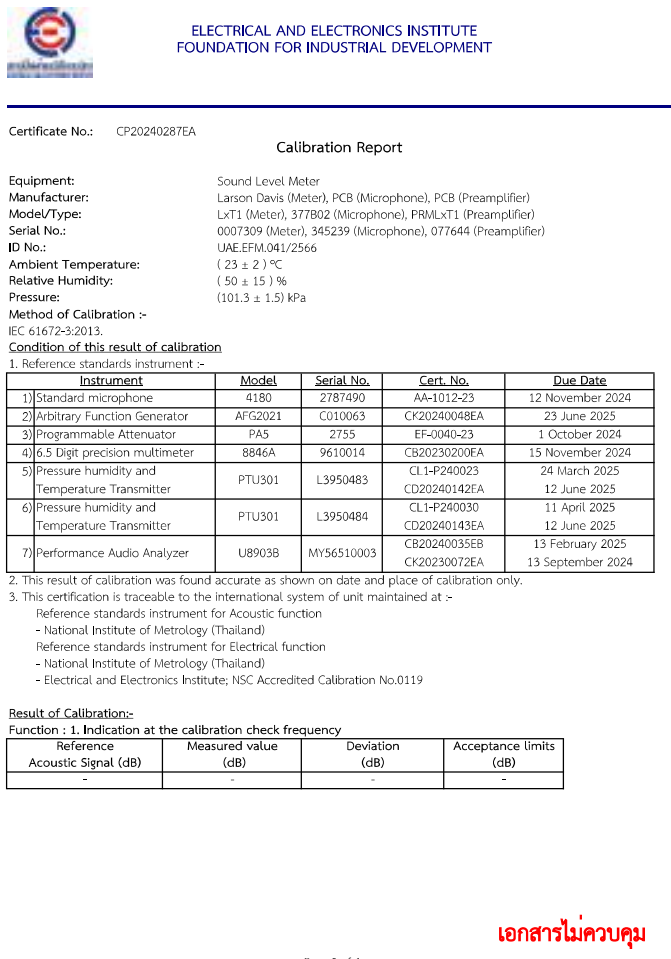 ELECTRICAL AND ELECTRONICS INSTITUTE
FOUNDATION FOR INDUSTRIAL DEVELOPMENT
Certificate No.: CP20240287EA
Calibration Report
Equipment: Sound Level Meter
Manufacturer: Larson Davis (Meter), PCB (Microphone), PCB (Preamplifier)
Model/Type: LxT1 (Meter), 377B02 (Microphone), PRMLxT1 (Preamplifier)
Serial No.: 0007309 (Meter), 345239 (Microphone), 077644 (Preamplifier)
ID No.: UAE.EFM.041/2566
Ambient Temperature: ( 23 ± 2 ) °C
Relative Humidity: ( 50 ± 15 ) %
Pressure: (101.3 ± 1.5) kPa
Method of Calibration :-
IEC 61672-3:2013.
Condition of this result of calibration
1. Reference standards instrument :-
Instrument Model Serial No. Cert. No. Due Date
1) Standard microphone 4180 2787490 AA-1012-23 12 November 2024
2) Arbitrary Function Generator AFG2021 C010063 CK20240048EA 23 June 2025
3) Programmable Attenuator PA5 2755 EF-0040-23 1 October 2024
4) 6.5 Digit precision multimeter 8846A 9610014 CB20230200EA 15 November 2024
5) Pressure humidity and CL1-P240023 24 March 2025
Temperature Transmitter PTU301 L3950483 CD20240142EA 12 June 2025
6) Pressure humidity and CL1-P240030 11 April 2025
Temperature Transmitter PTU301 L3950484 CD20240143EA 12 June 2025
7) Performance Audio Analyzer U8903B MY56510003 CB20240035EB 13 February 2025
CK20230072EA 13 September 2024
2. This result of calibration was found accurate as shown on date and place of calibration only.
3. This certification is traceable to the international system of unit maintained at :-
Reference standards instrument for Acoustic function
- National Institute of Metrology (Thailand)
Reference standards instrument for Electrical function
- National Institute of Metrology (Thailand)
- Electrical and Electronics Institute; NSC Accredited Calibration No.0119
Result of Calibration:-
Function : 1. Indication at the calibration check frequency
Reference Measured value Deviation Acceptance limits
Acoustic Signal (dB) (dB) (dB) (dB)
- - - -
เอกสารไม่ควบคุม